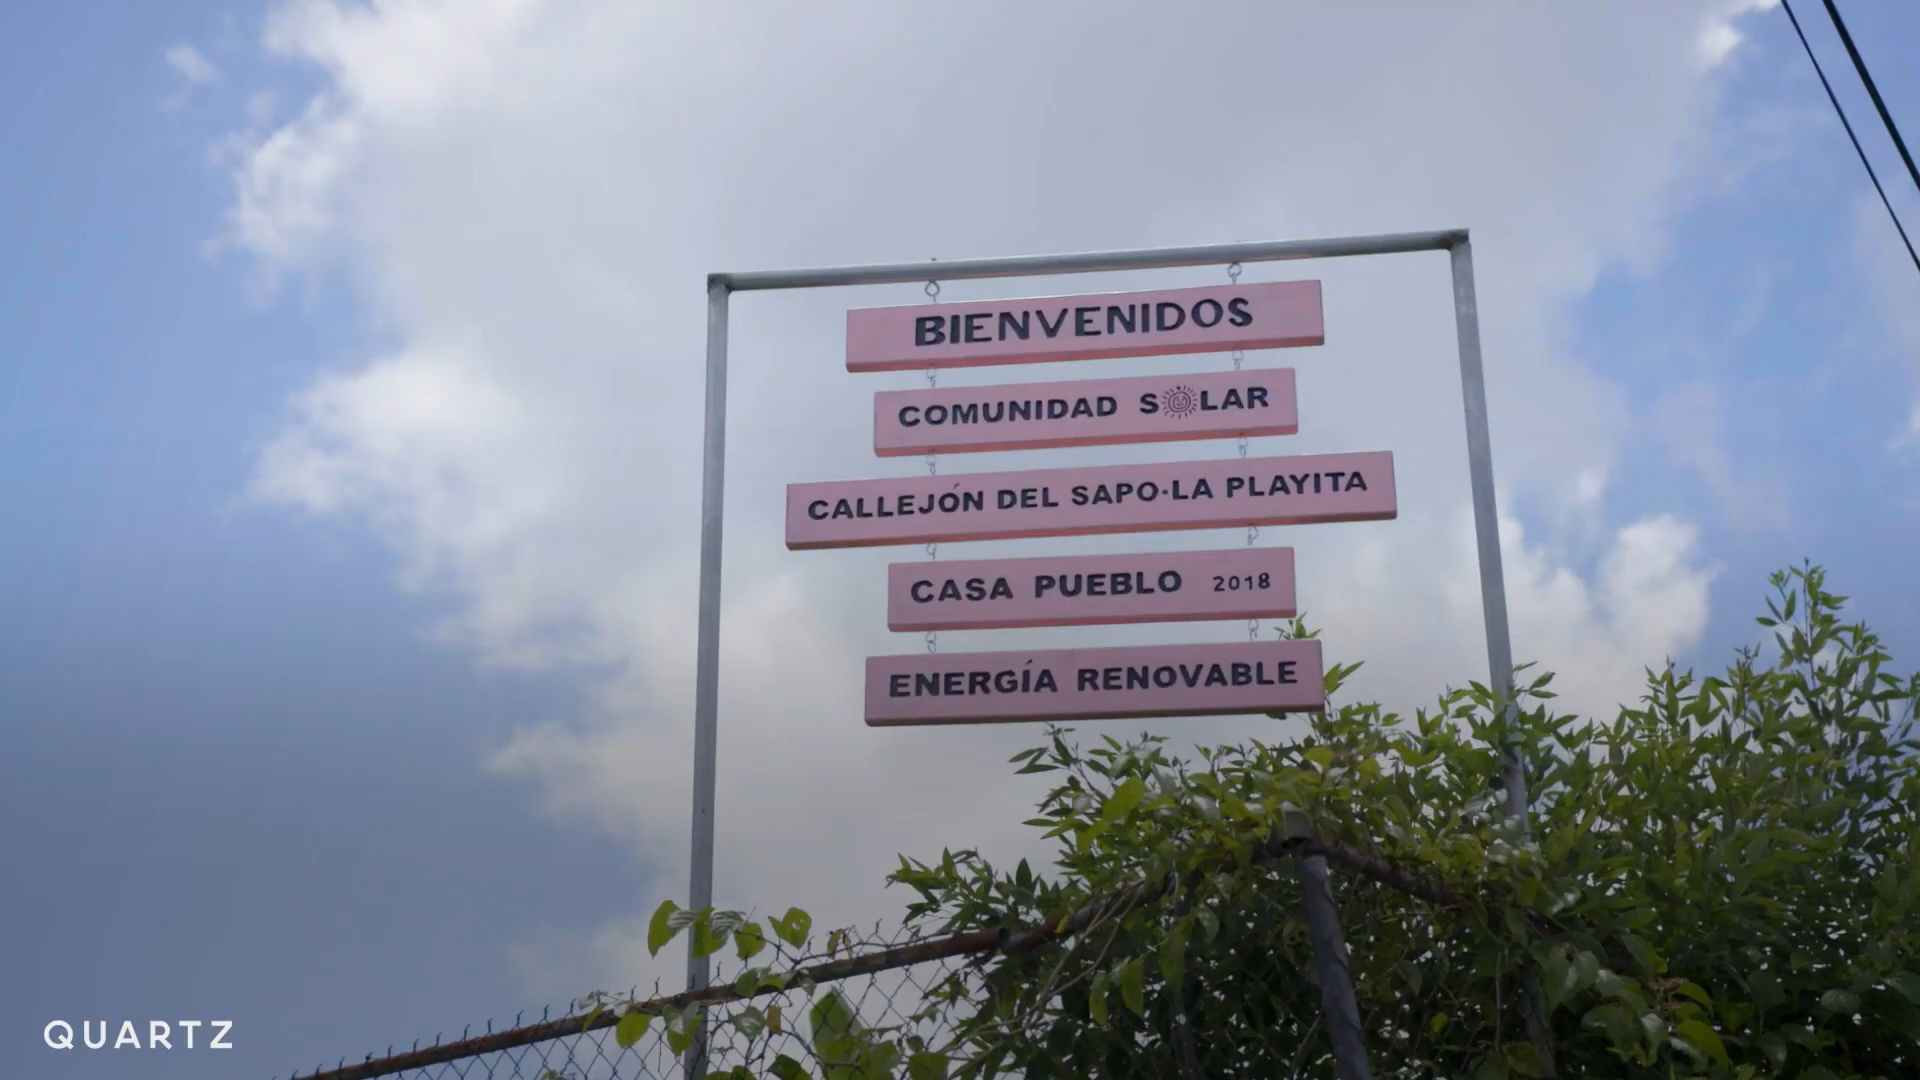 BIENVENIDOS
COMUNIDAD SOLAR
CALLEJÓN DEL SAPO·LA PLAYITA
CASA PUEBLO 2018
ENERGÍA RENOVABLE
QUARTZ